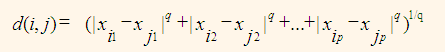 d(i, j) = (|x_{i1} − x_{j1}|^q + |x_{i2} − x_{j2}|^q + ... + |x_{ip} − x_{jp}|^q)^{1/q}